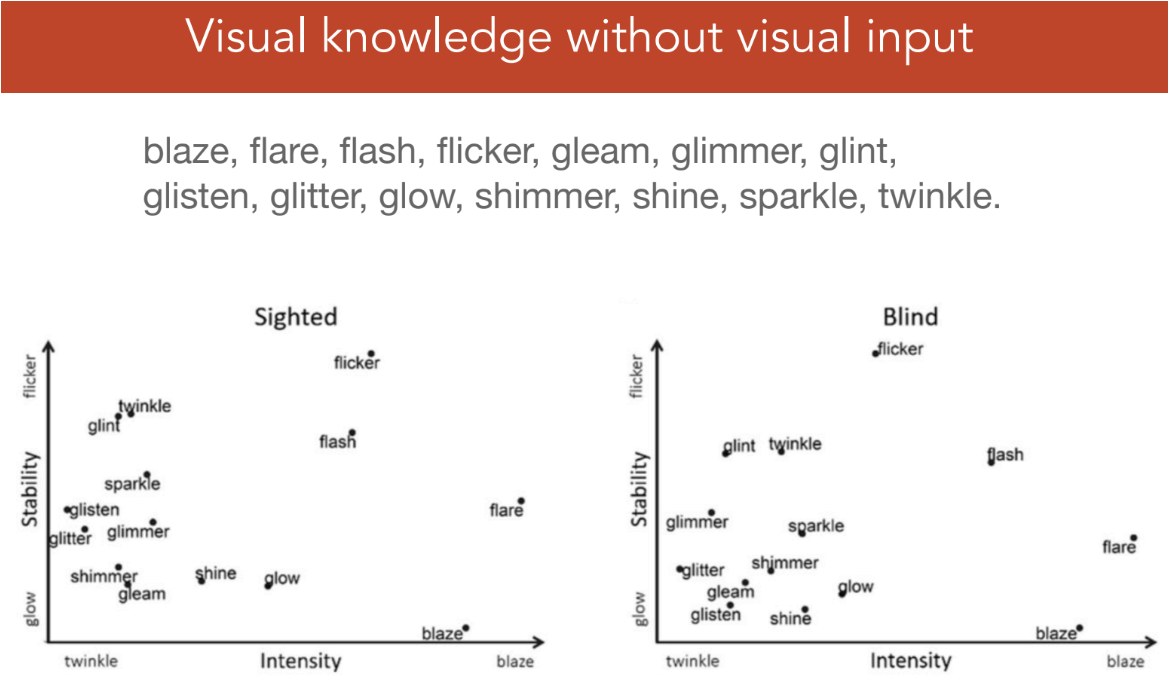 Visual knowledge without visual input
blaze, flare, flash, flicker, gleam, glimmer, glint,
glisten, glitter, glow, shimmer, shine, sparkle, twinkle.
Sighted
flicker
Stability
glow
twinkle
Intensity
blaze
flicker
twinkle
glint
flash
sparkle
glisten
flare
glitter
glimmer
shimmer
shine
glow
gleam
blaze
Blind
flicker
Stability
glow
twinkle
Intensity
blaze
flicker
glint
twinkle
flash
glimmer
sparkle
flare
glitter
shimmer
gleam
glow
glisten
shine
blaze